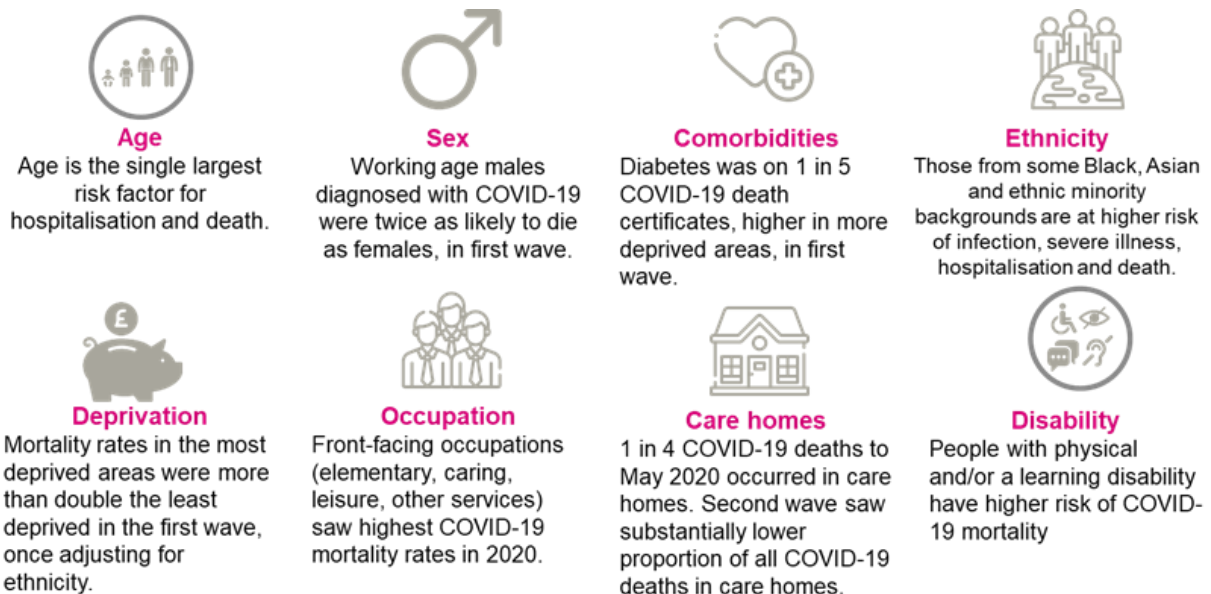 Age
Age is the single largest
risk factor for
hospitalisation and death.
Sex
Working age males
diagnosed with COVID-19
were twice as likely to die
as females, in first wave.
Comorbidities
Diabetes was on 1 in 5
COVID-19 death
certificates, higher in more
deprived areas, in first
wave.
Ethnicity
Those from some Black, Asian
and ethnic minority
backgrounds are at higher risk
of infection, severe illness,
hospitalisation and death.
£
Deprivation
Mortality rates in the most
deprived areas were more
than double the least
deprived in the first wave,
once adjusting for
ethnicity.
Occupation
Front-facing occupations
(elementary, caring,
leisure, other services)
saw highest COVID-19
mortality rates in 2020.
Care homes
1 in 4 COVID-19 deaths to
May 2020 occurred in care
homes. Second wave saw
substantially lower
proportion of all COVID-19
deaths in care homes.
Disability
People with physical
and/or a learning disability
have higher risk of COVID-
19 mortality